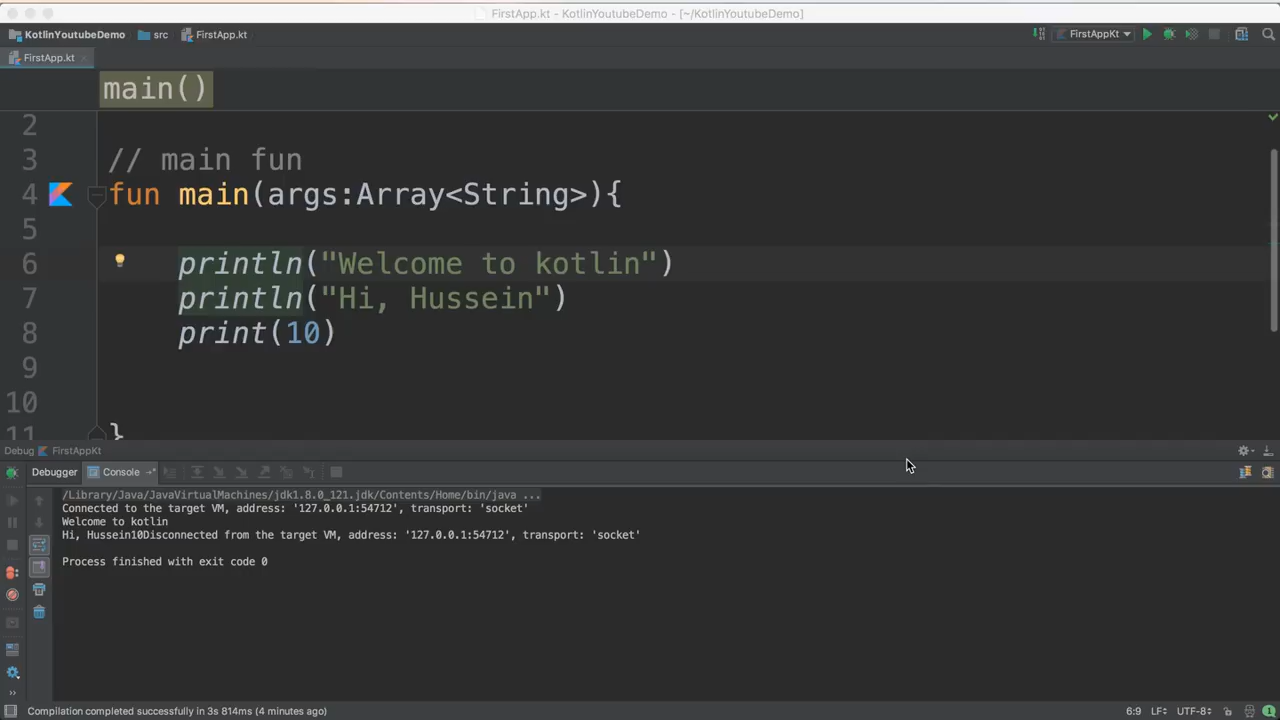 FirstApp.kt - KotlinYoutubeDemo - [~/KotlinYoutubeDemo]
KotlinYoutubeDemo src FirstApp.kt FirstAppKt
FirstApp.kt
main()
2
3 // main fun
4 fun main(args:Array<String>){
5
6 println("Welcome to kotlin")
7 println("Hi, Hussein")
8 print(10)
9
10
11 }
Debug FirstAppKt
Debugger Console
/Library/Java/JavaVirtualMachines/jdk1.8.0_121.jdk/Contents/Home/bin/java ...
Connected to the target VM, address: '127.0.0.1:54712', transport: 'socket'
Welcome to kotlin
Hi, Hussein10Disconnected from the target VM, address: '127.0.0.1:54712', transport: 'socket'
Process finished with exit code 0
Compilation completed successfully in 3s 814ms (4 minutes ago) 6:9 LF UTF-8 1